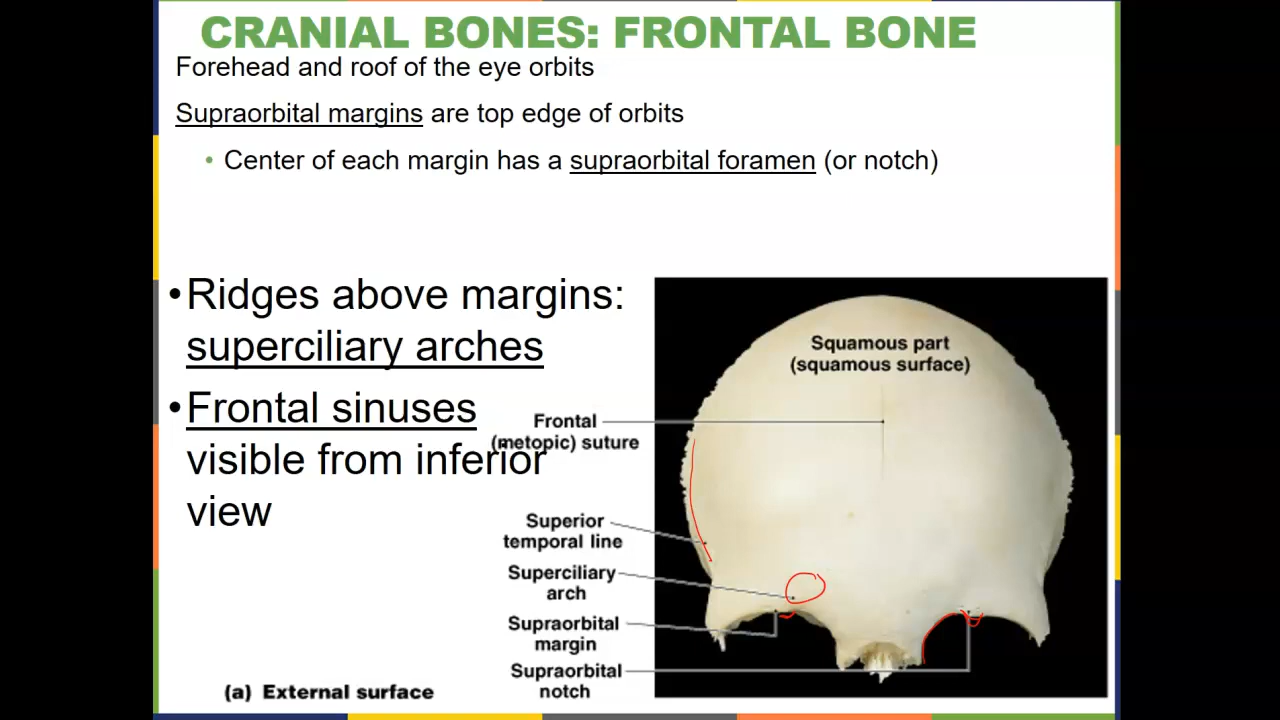 CRANIAL BONES: FRONTAL BONE
Forehead and roof of the eye orbits
Supraorbital margins are top edge of orbits
• Center of each margin has a supraorbital foramen (or notch)
•Ridges above margins:
superciliary arches
•Frontal sinuses
visible from inferior
view
Squamous part
(squamous surface)
Frontal
(metopic) suture
Superior
temporal line
Superciliary
arch
Supraorbital
margin
Supraorbital
notch
(a) External surface